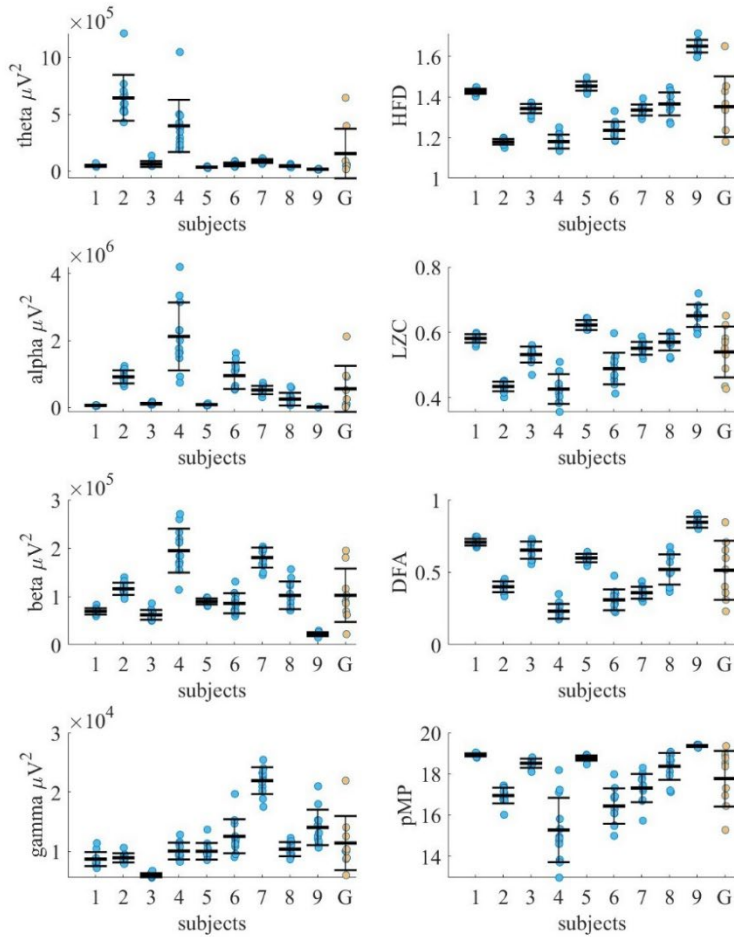 ×10⁵
theta μV²
10
5
0
1 2 3 4 5 6 7 8 9 G
subjects
HFD
1.6
1.4
1.2
1
1 2 3 4 5 6 7 8 9 G
subjects
×10⁶
alpha μV²
4
2
0
1 2 3 4 5 6 7 8 9 G
subjects
LZC
0.8
0.6
0.4
1 2 3 4 5 6 7 8 9 G
subjects
×10⁵
beta μV²
3
2
1
0
1 2 3 4 5 6 7 8 9 G
subjects
DFA
1
0.5
0
1 2 3 4 5 6 7 8 9 G
subjects
×10⁴
gamma μV²
3
2
1
1 2 3 4 5 6 7 8 9 G
subjects
pMP
20
18
16
14
1 2 3 4 5 6 7 8 9 G
subjects